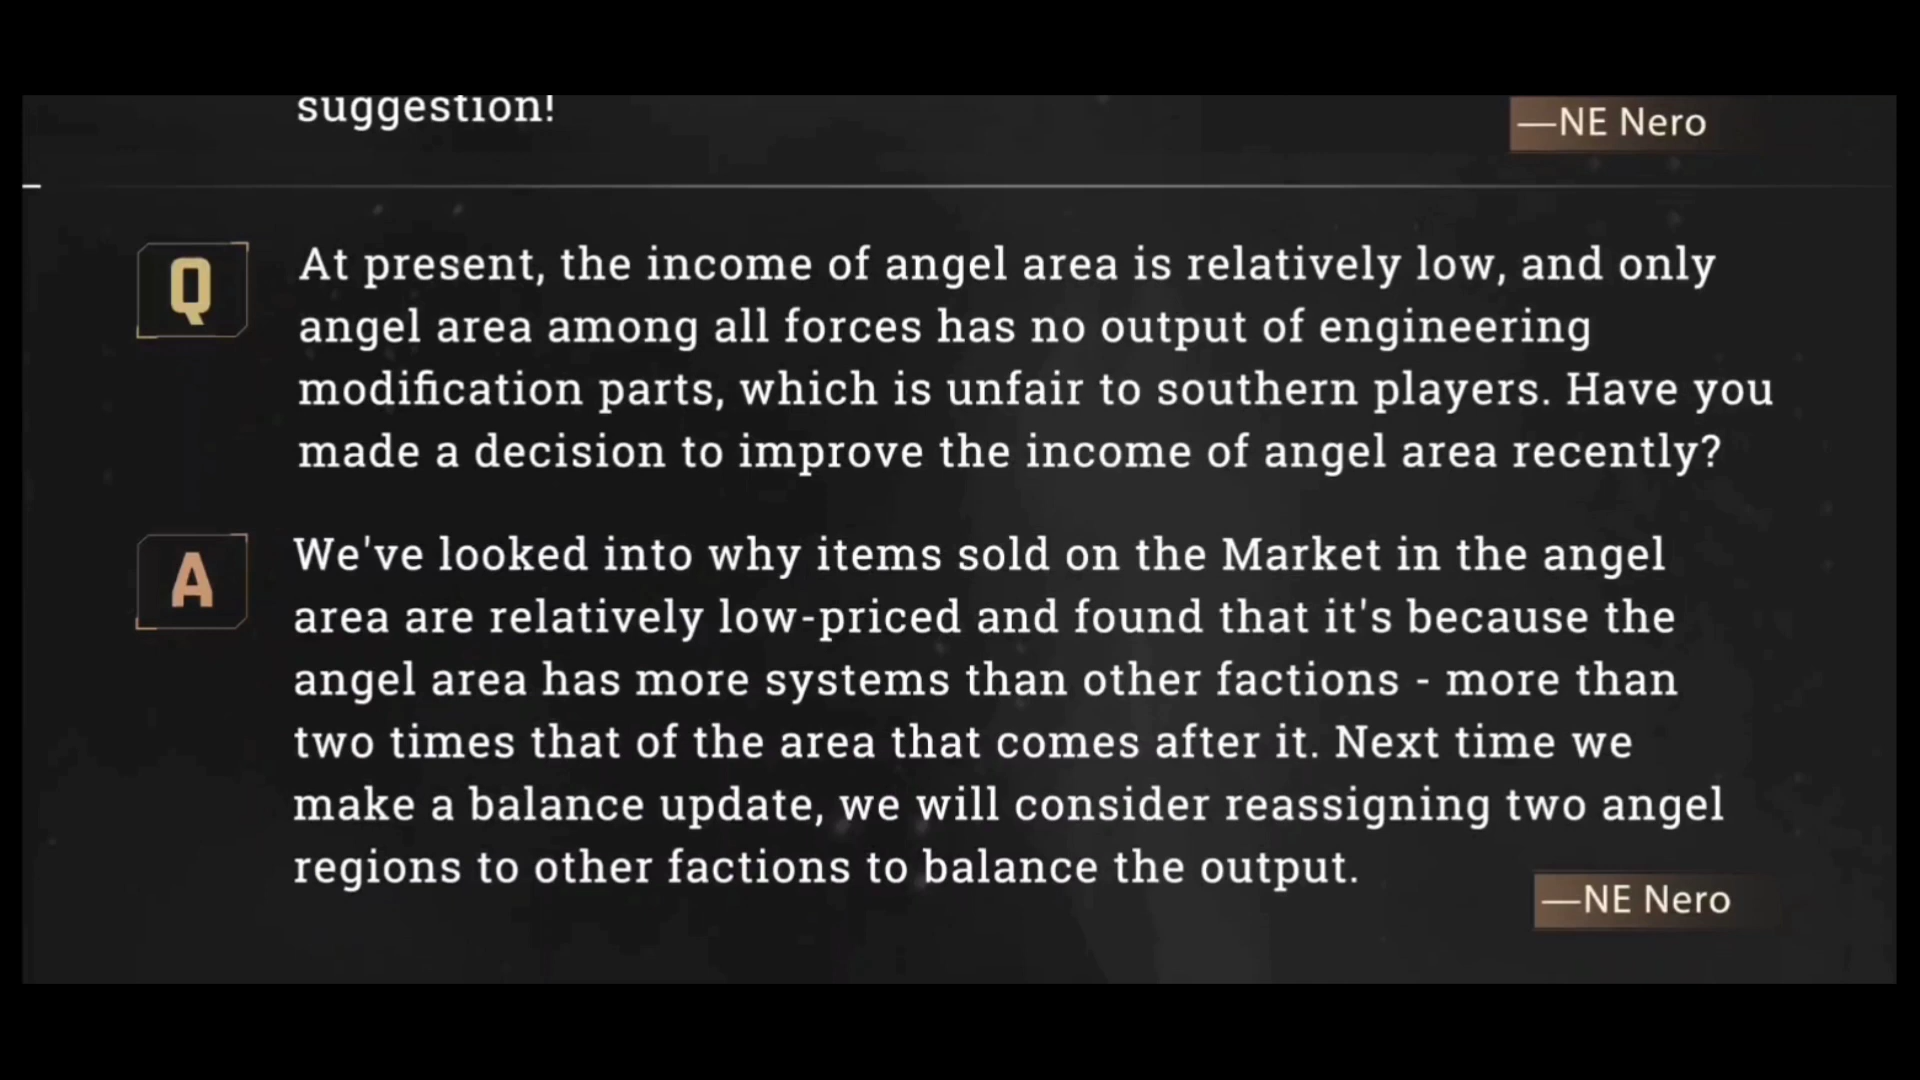 suggestion!
—NE Nero
Q
At present, the income of angel area is relatively low, and only
angel area among all forces has no output of engineering
modification parts, which is unfair to southern players. Have you
made a decision to improve the income of angel area recently?
A
We've looked into why items sold on the Market in the angel
area are relatively low-priced and found that it's because the
angel area has more systems than other factions - more than
two times that of the area that comes after it. Next time we
make a balance update, we will consider reassigning two angel
regions to other factions to balance the output.
—NE Nero